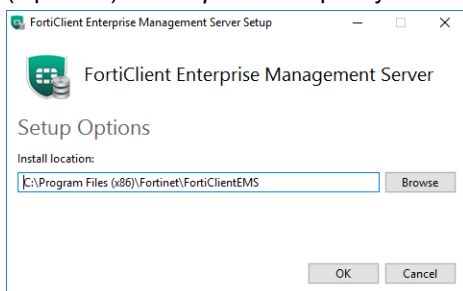 FortiClient Enterprise Management Server Setup
FortiClient Enterprise Management Server
Setup Options
Install location:
C:\Program Files (x86)\Fortinet\FortiClientEMS
Browse
OK
Cancel